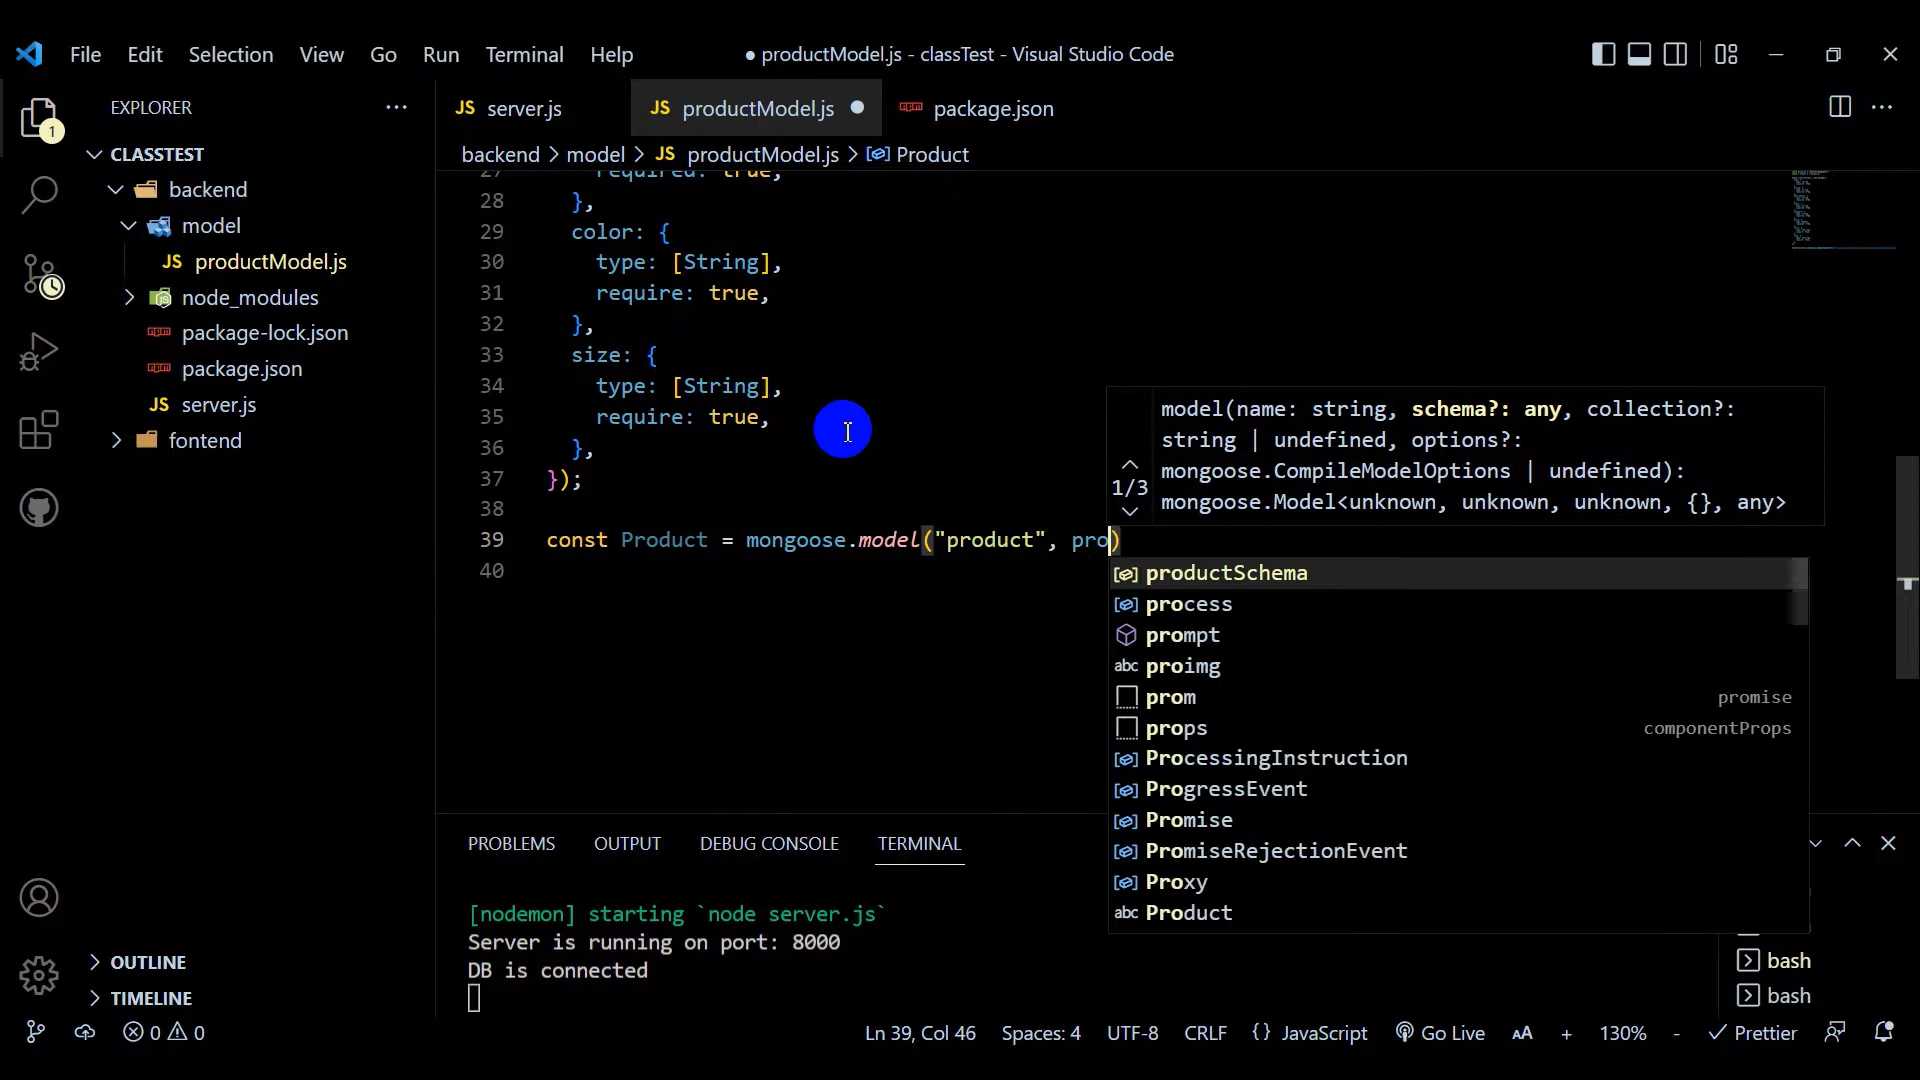 File Edit Selection View Go Run Terminal Help
● productModel.js - classTest - Visual Studio Code
EXPLORER
1
CLASSTEST
backend
model
JS productModel.js
node_modules
package-lock.json
package.json
JS server.js
fontend
OUTLINE
TIMELINE
JS server.js
JS productModel.js
package.json
backend > model > JS productModel.js > Product
27 required: true,
28 },
29 color: {
30 type: [String],
31 require: true,
32 },
33 size: {
34 type: [String],
35 require: true,
36 },
37 });
38
39 const Product = mongoose.model("product", pro)
40
model(name: string, schema?: any, collection?:
string | undefined, options?:
mongoose.CompileModelOptions | undefined):
mongoose.Model<unknown, unknown, unknown, {}, any>
1/3
productSchema
process
prompt
abc proimg
prom promise
props componentProps
ProcessingInstruction
ProgressEvent
Promise
PromiseRejectionEvent
Proxy
abc Product
PROBLEMS OUTPUT DEBUG CONSOLE TERMINAL
[nodemon] starting `node server.js`
Server is running on port: 8000
DB is connected
bash
bash
0 0
Ln 39, Col 46 Spaces: 4 UTF-8 CRLF {} JavaScript Go Live AA + 130% - Prettier